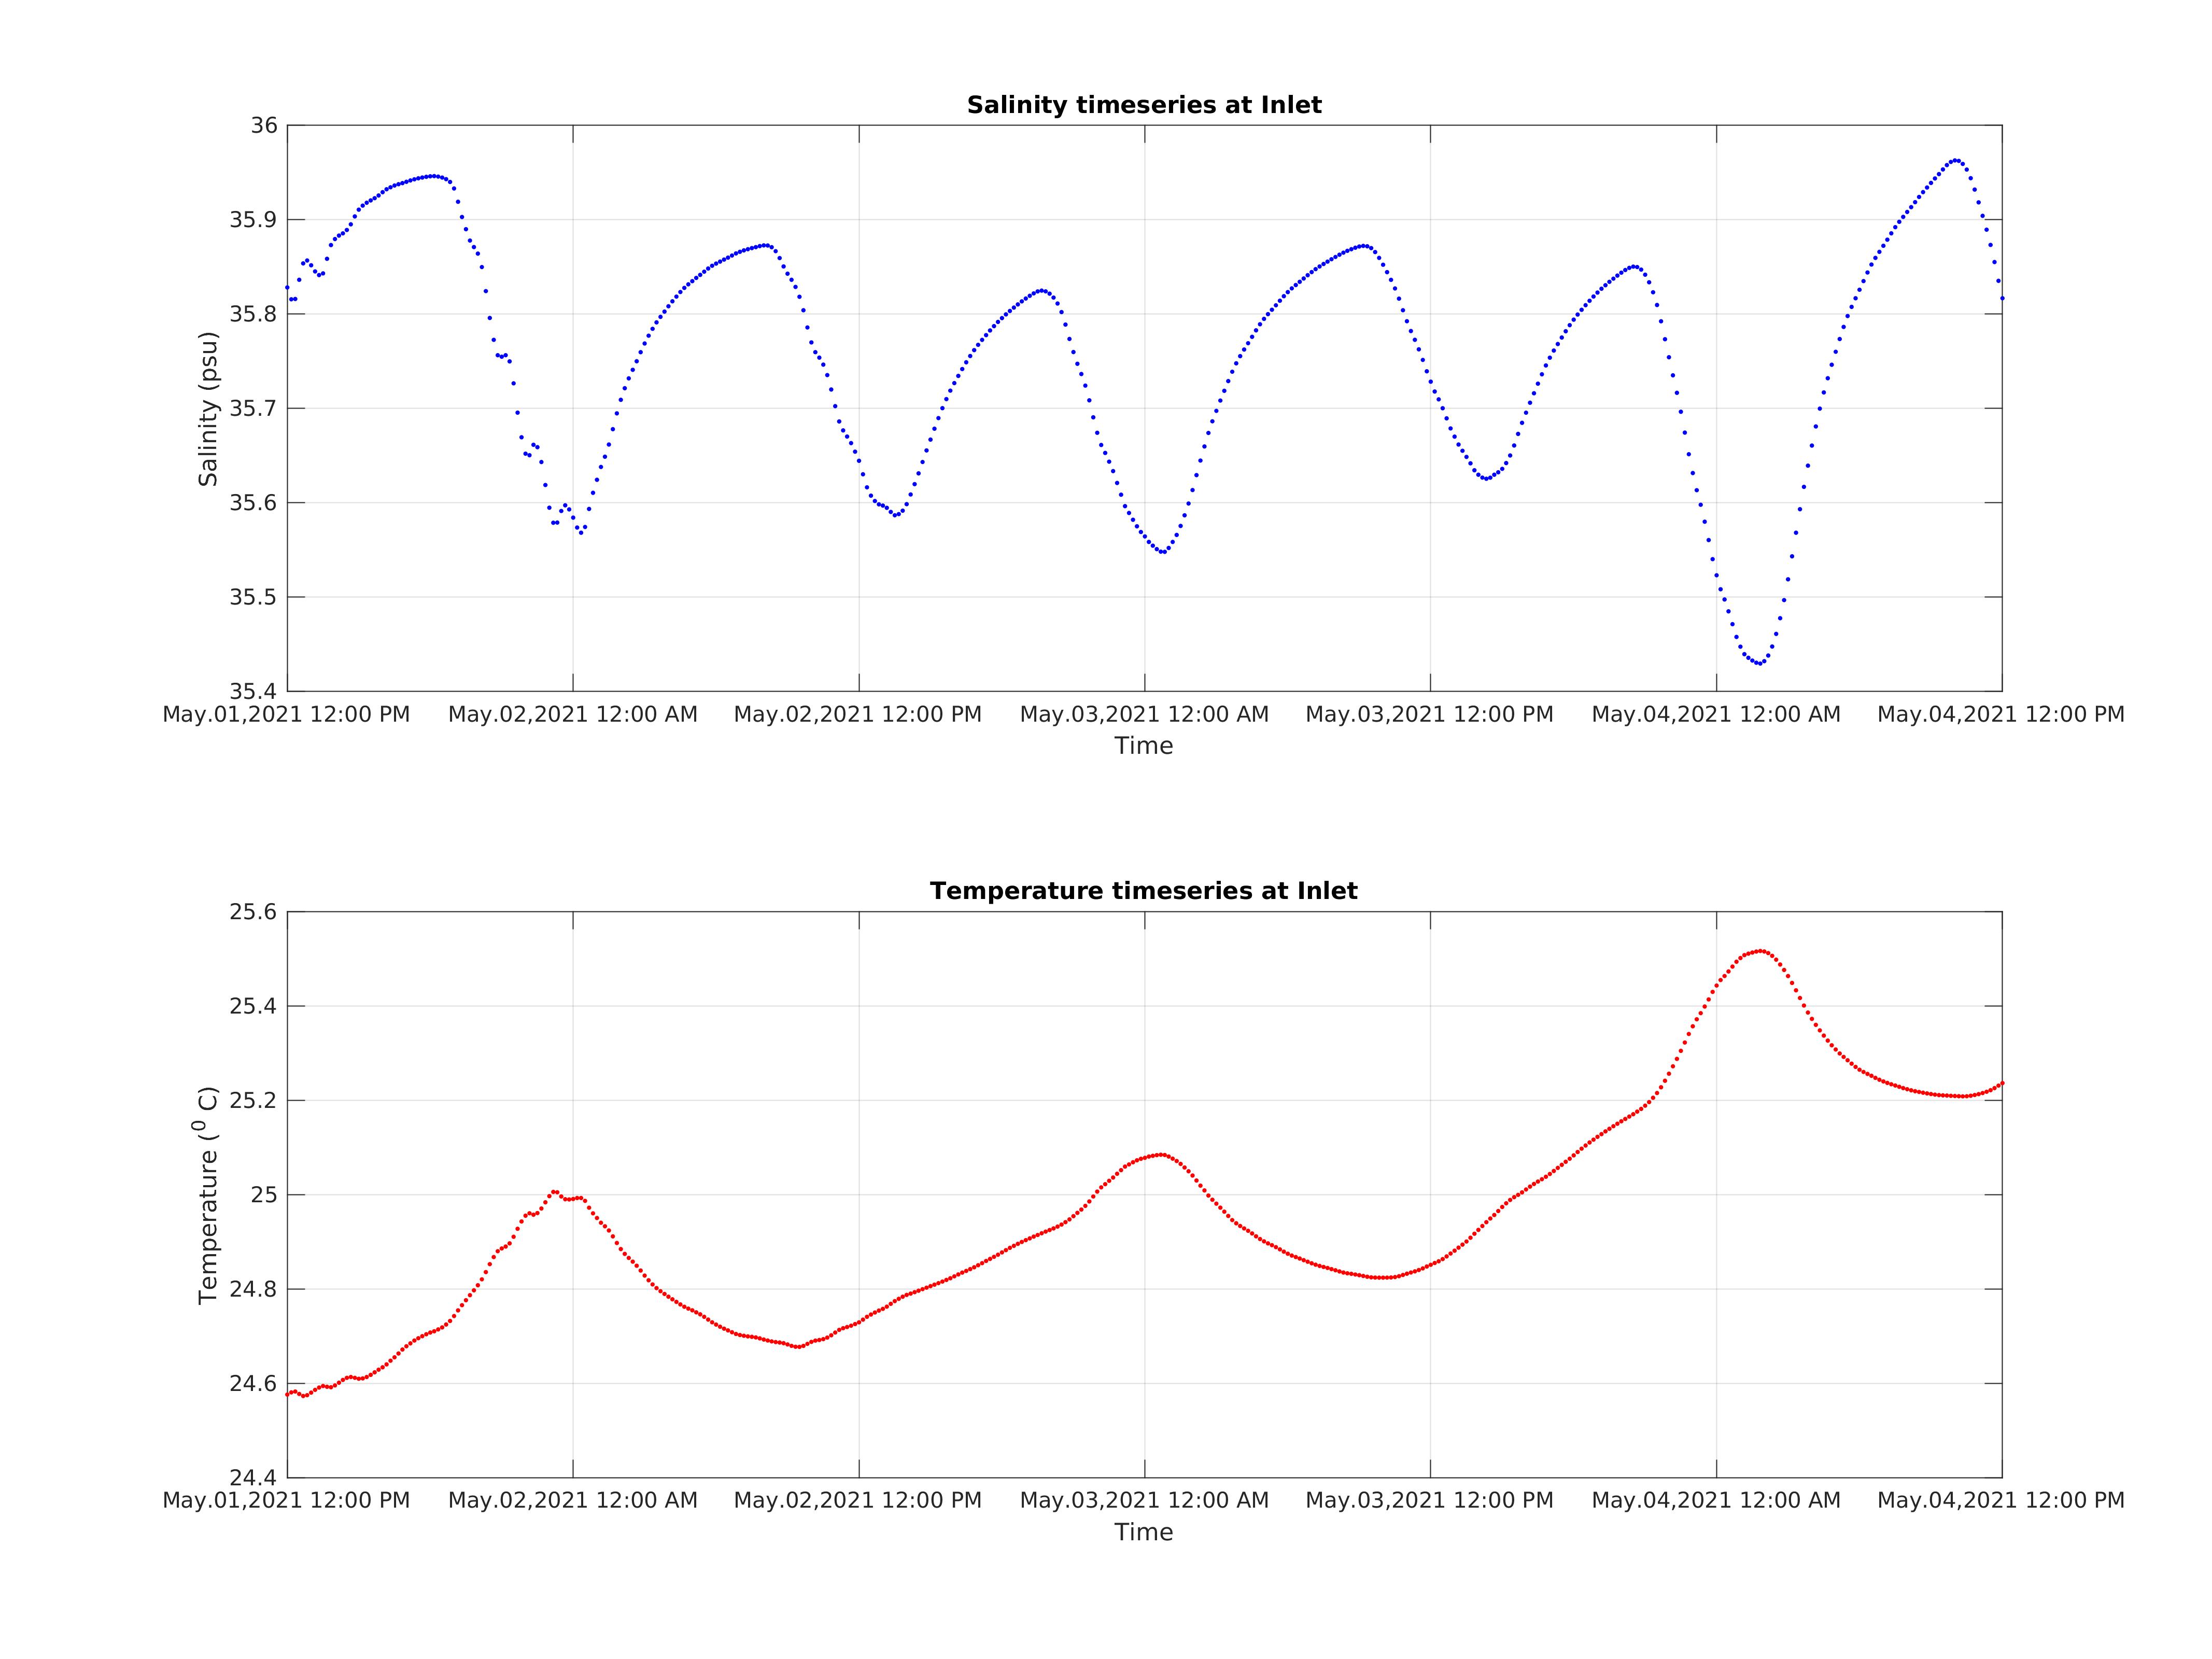 Salinity timeseries at Inlet
36
35.9
35.8
35.7
35.6
35.5
35.4
Salinity (psu)
May.01,2021 12:00 PM May.02,2021 12:00 AM May.02,2021 12:00 PM May.03,2021 12:00 AM May.03,2021 12:00 PM May.04,2021 12:00 AM May.04,2021 12:00 PM
Time
Temperature timeseries at Inlet
25.6
25.4
25.2
25
24.8
24.6
24.4
Temperature (⁰ C)
May.01,2021 12:00 PM May.02,2021 12:00 AM May.02,2021 12:00 PM May.03,2021 12:00 AM May.03,2021 12:00 PM May.04,2021 12:00 AM May.04,2021 12:00 PM
Time